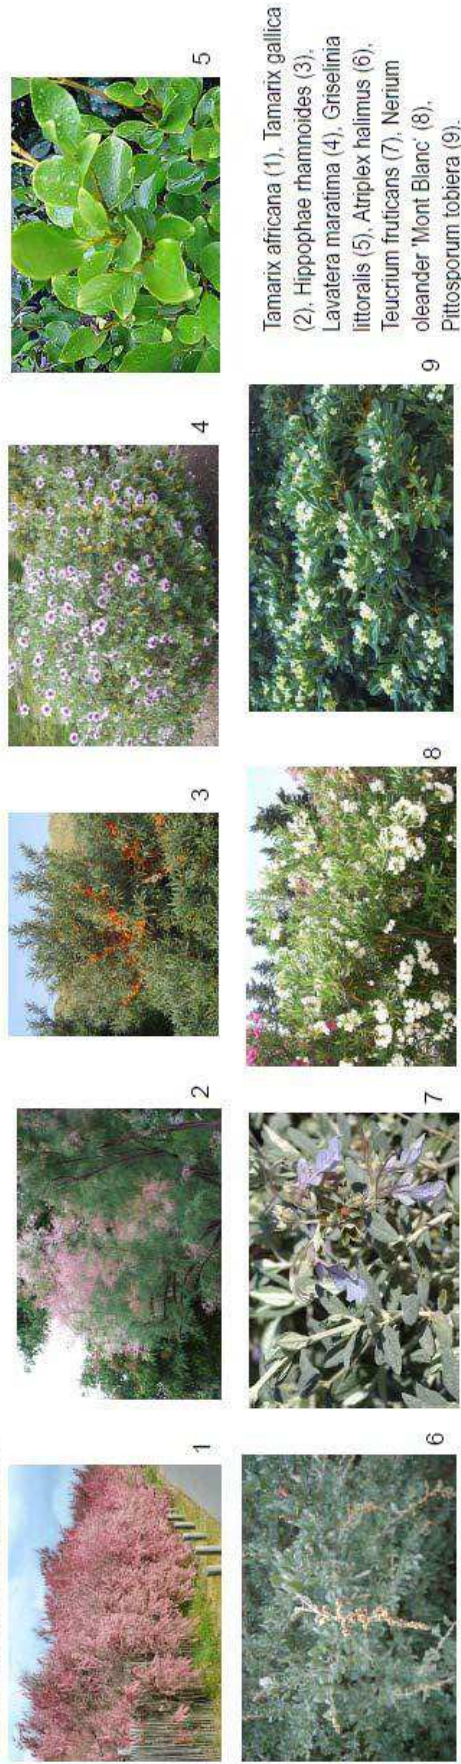 1
2
3
4
5
6
7
8
9
Tamarix africana (1), Tamarix gallica
(2), Hippophae rhamnoides (3),
Lavatera maratima (4), Griselinia
littoralis (5), Atriplex halimus (6),
Teucrium fruticans (7), Nerium
oleander 'Mont Blanc' (8),
Pittosporum tobiera (9).